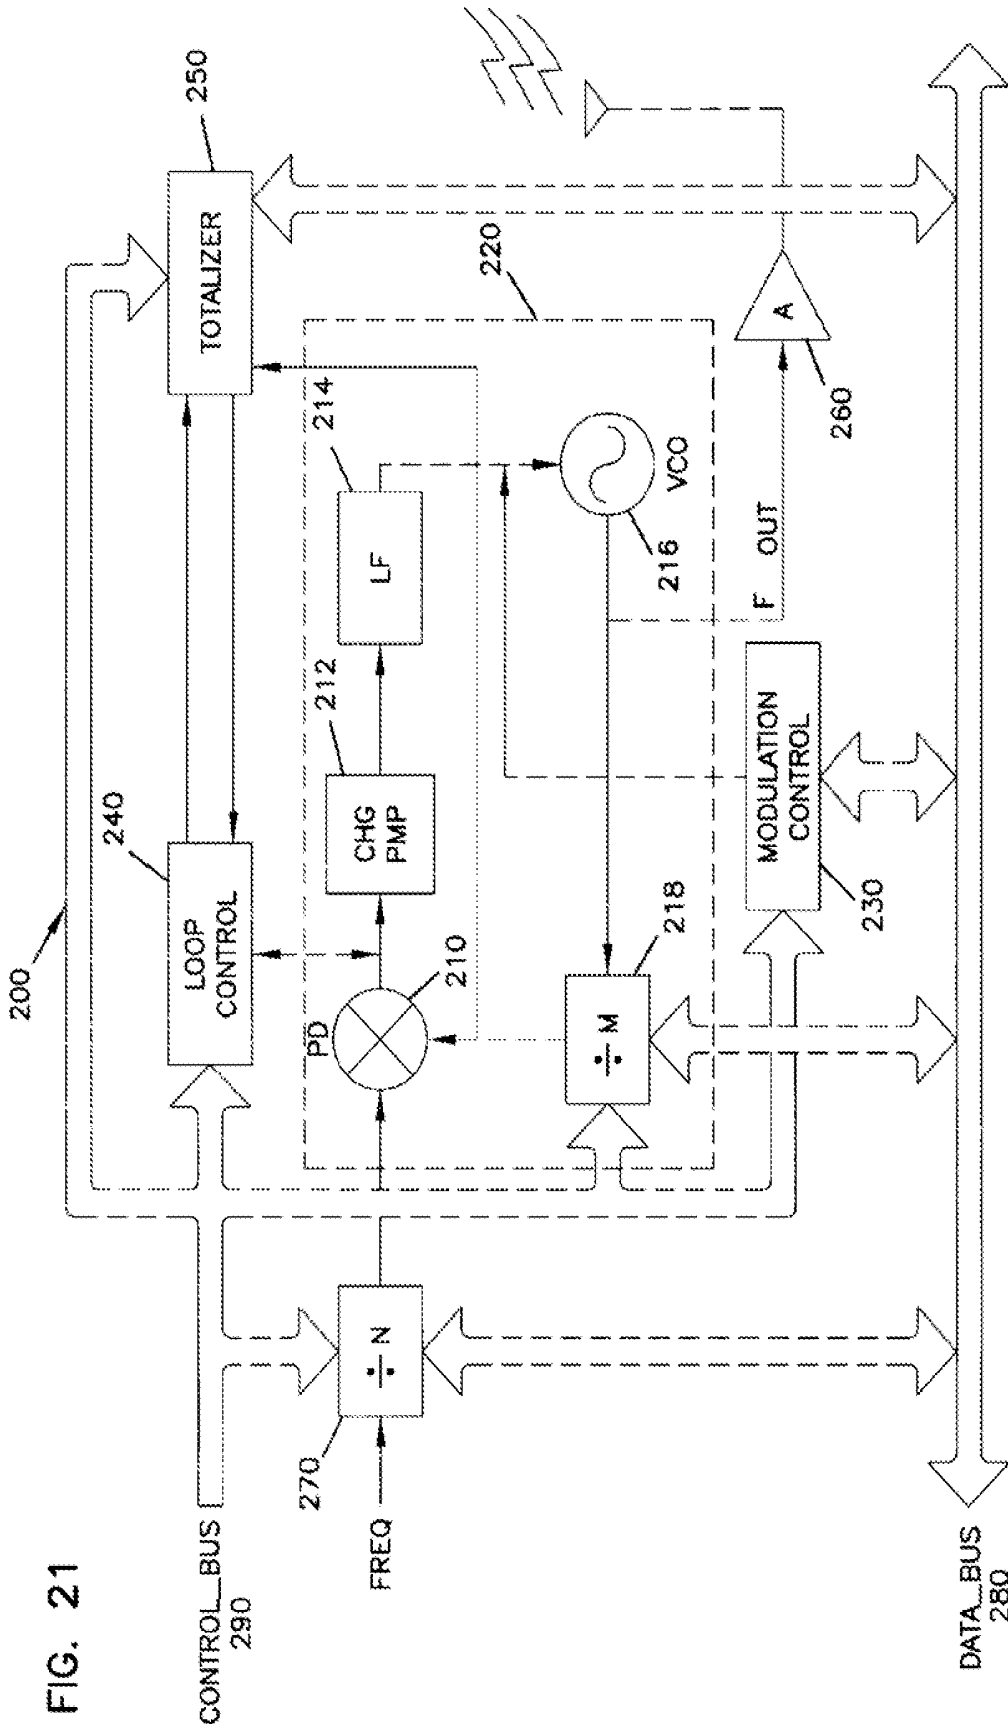 FIG. 21
200
CONTROL_BUS
290
LOOP
CONTROL
240
TOTALIZER
250
FREQ
÷ N
270
PD
210
CHG
PMP
212
LF
214
220
÷ M
218
VCO
216
F OUT
A
260
MODULATION
CONTROL
230
DATA_BUS
280